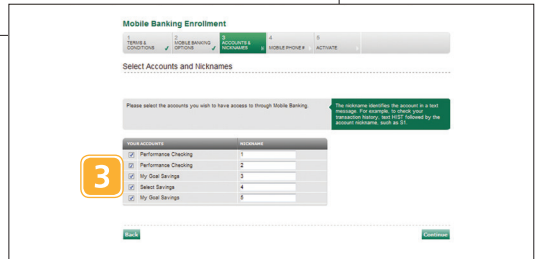 Mobile Banking Enrollment
1 2 3 4 5
TERMS & CONDITIONS MOBILE BANKING OPTIONS ACCOUNTS & NICKNAMES MOBILE PHONE # ACTIVATE
Select Accounts and Nicknames
Please select the accounts you wish to have access to through Mobile Banking.
The nickname identifies the account in a text
message. For example, to check your
transaction history, text HIST followed by the
account nickname, such as S1.
YOUR ACCOUNTS NICKNAME
Performance Checking 1
Performance Checking 2
My Goal Savings 3
Select Savings 4
My Goal Savings 5
3
Back Continue